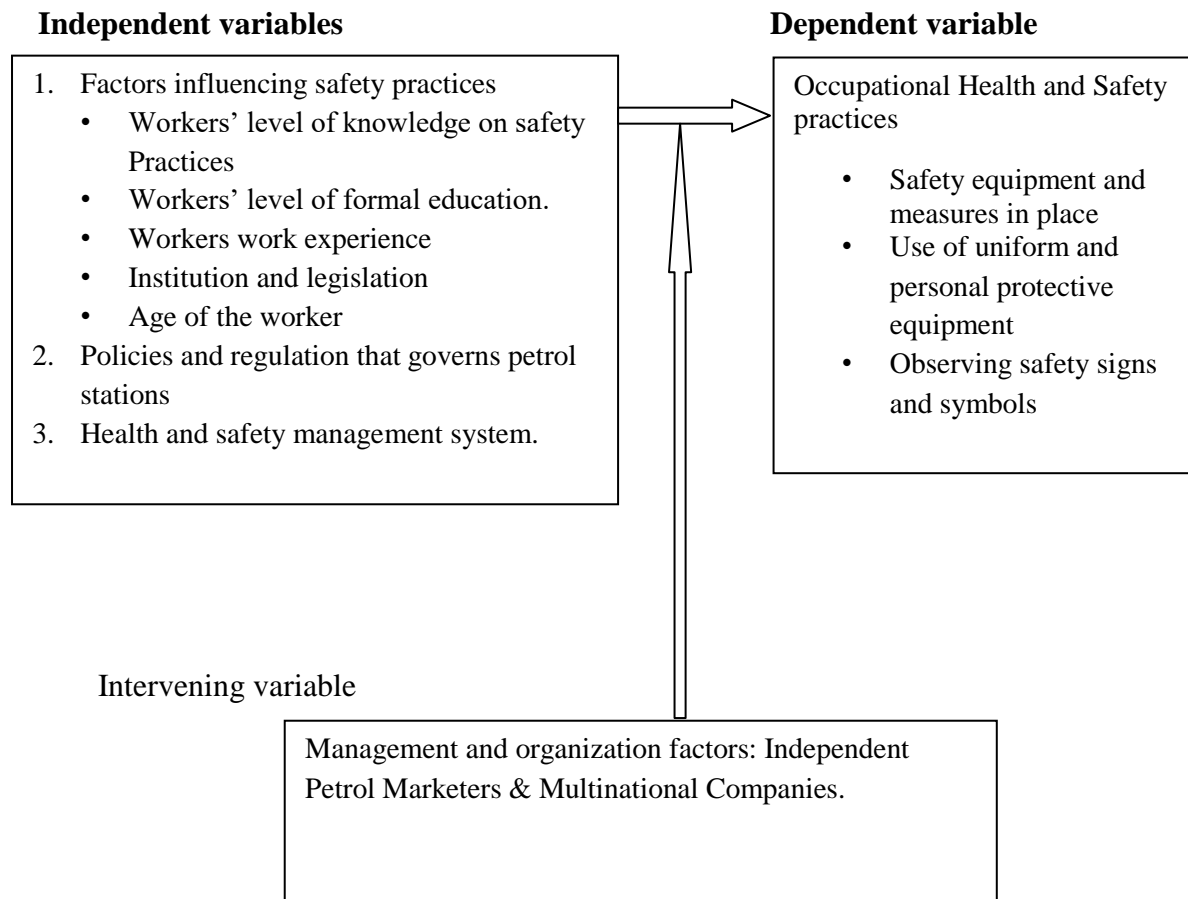 Independent variables
1. Factors influencing safety practices
• Workers’ level of knowledge on safety
Practices
• Workers’ level of formal education.
• Workers work experience
• Institution and legislation
• Age of the worker
2. Policies and regulation that governs petrol
stations
3. Health and safety management system.
Dependent variable
Occupational Health and Safety
practices
• Safety equipment and
measures in place
• Use of uniform and
personal protective
equipment
• Observing safety signs
and symbols
Intervening variable
Management and organization factors: Independent
Petrol Marketers & Multinational Companies.